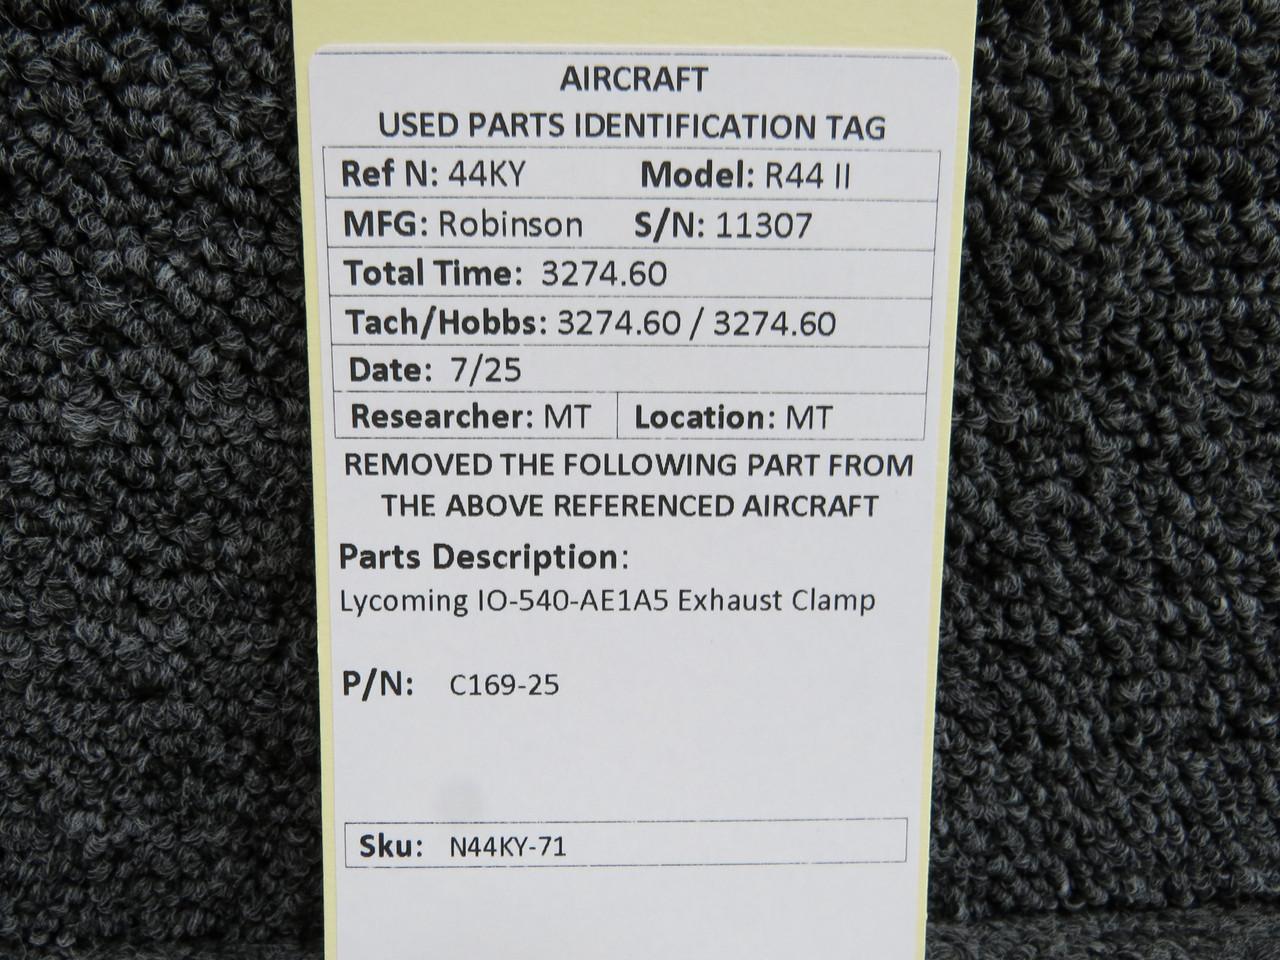 AIRCRAFT
USED PARTS IDENTIFICATION TAG
Ref N: 44KY Model: R44 II
MFG: Robinson S/N: 11307
Total Time: 3274.60
Tach/Hobbs: 3274.60 / 3274.60
Date: 7/25
Researcher: MT Location: MT
REMOVED THE FOLLOWING PART FROM
THE ABOVE REFERENCED AIRCRAFT
Parts Description:
Lycoming IO-540-AE1A5 Exhaust Clamp
P/N: C169-25
Sku: N44KY-71